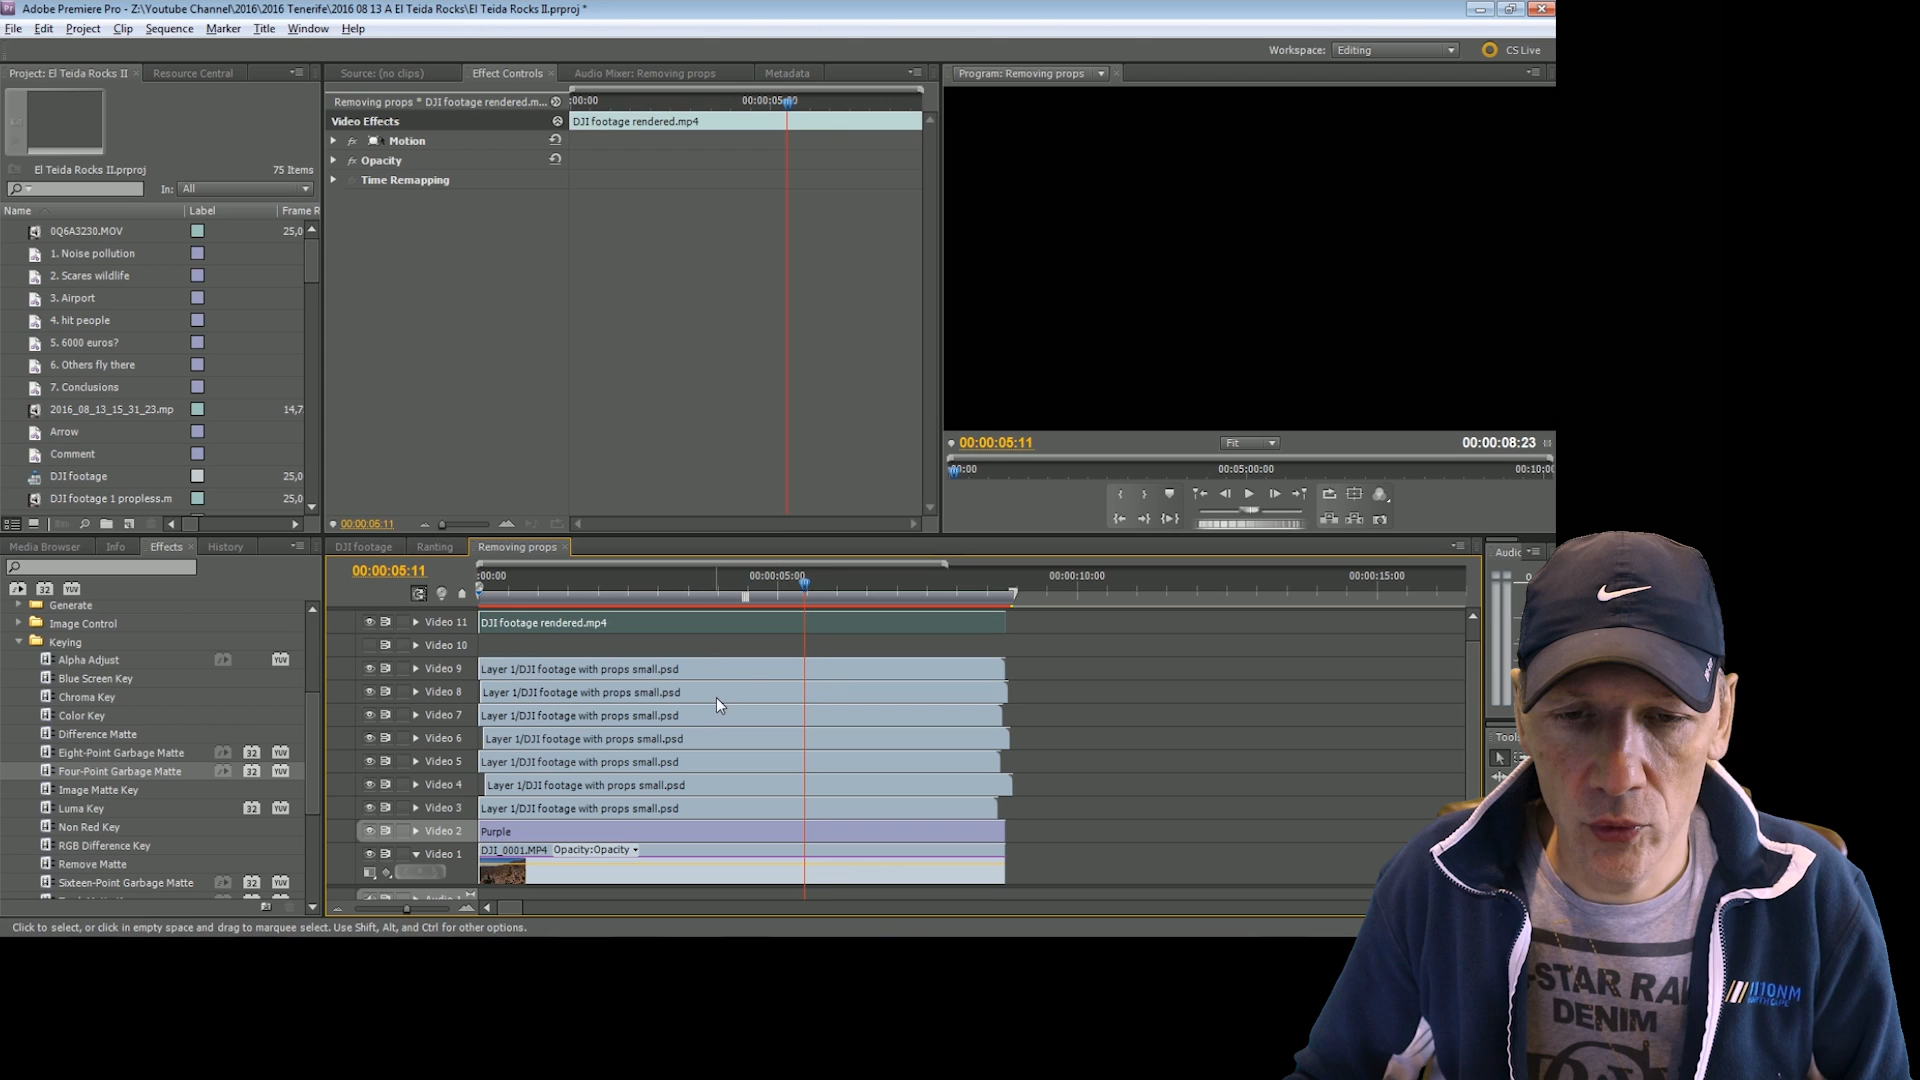 Adobe Premiere Pro - Z:\Youtube Channel\2016\2016 Tenerife\2016 08 13 A El Teida Rocks\El Teida Rocks II.prproj *
File Edit Project Clip Sequence Marker Title Window Help
Workspace: Editing CS Live
Project: El Teida Rocks II Resource Central
El Teida Rocks II.prproj 75 Items
In: All
Name Label Frame R
0Q6A3230.MOV 25,0
1. Noise pollution
2. Scares wildlife
3. Airport
4. hit people
5. 6000 euros?
6. Others fly there
7. Conclusions
2016_08_13_15_31_23.mp 14,7
Arrow
Comment
DJI footage 25,0
DJI footage 1 propless.m 25,0
Source: (no clips) Effect Controls Audio Mixer: Removing props Metadata
Removing props * DJI footage rendered.m... :00:00 00:00:05:00
Video Effects DJI footage rendered.mp4
fx Motion
fx Opacity
Time Remapping
00:00:05:11
Program: Removing props
00:00:05:11 Fit 00:00:08:23
00:00 00:05:00:00 00:10:0
Media Browser Info Effects History
32 YUV
Generate
Image Control
Keying
Alpha Adjust YUV
Blue Screen Key
Chroma Key
Color Key
Difference Matte
Eight-Point Garbage Matte 32 YUV
Four-Point Garbage Matte 32 YUV
Image Matte Key
Luma Key 32 YUV
Non Red Key
RGB Difference Key
Remove Matte
Sixteen-Point Garbage Matte 32 YUV
DJI footage Ranting Removing props
00:00:05:11 :00:00 00:00:05:00 00:00:10:00 00:00:15:00
Video 11 DJI footage rendered.mp4
Video 10
Video 9 Layer 1/DJI footage with props small.psd
Video 8 Layer 1/DJI footage with props small.psd
Video 7 Layer 1/DJI footage with props small.psd
Video 6 Layer 1/DJI footage with props small.psd
Video 5 Layer 1/DJI footage with props small.psd
Video 4 Layer 1/DJI footage with props small.psd
Video 3 Layer 1/DJI footage with props small.psd
Video 2 Purple
Video 1 DJI_0001.MP4 Opacity:Opacity
Audio
Tools
Click to select, or click in empty space and drag to marquee select. Use Shift, Alt, and Ctrl for other options.
-STAR RA
DENIM